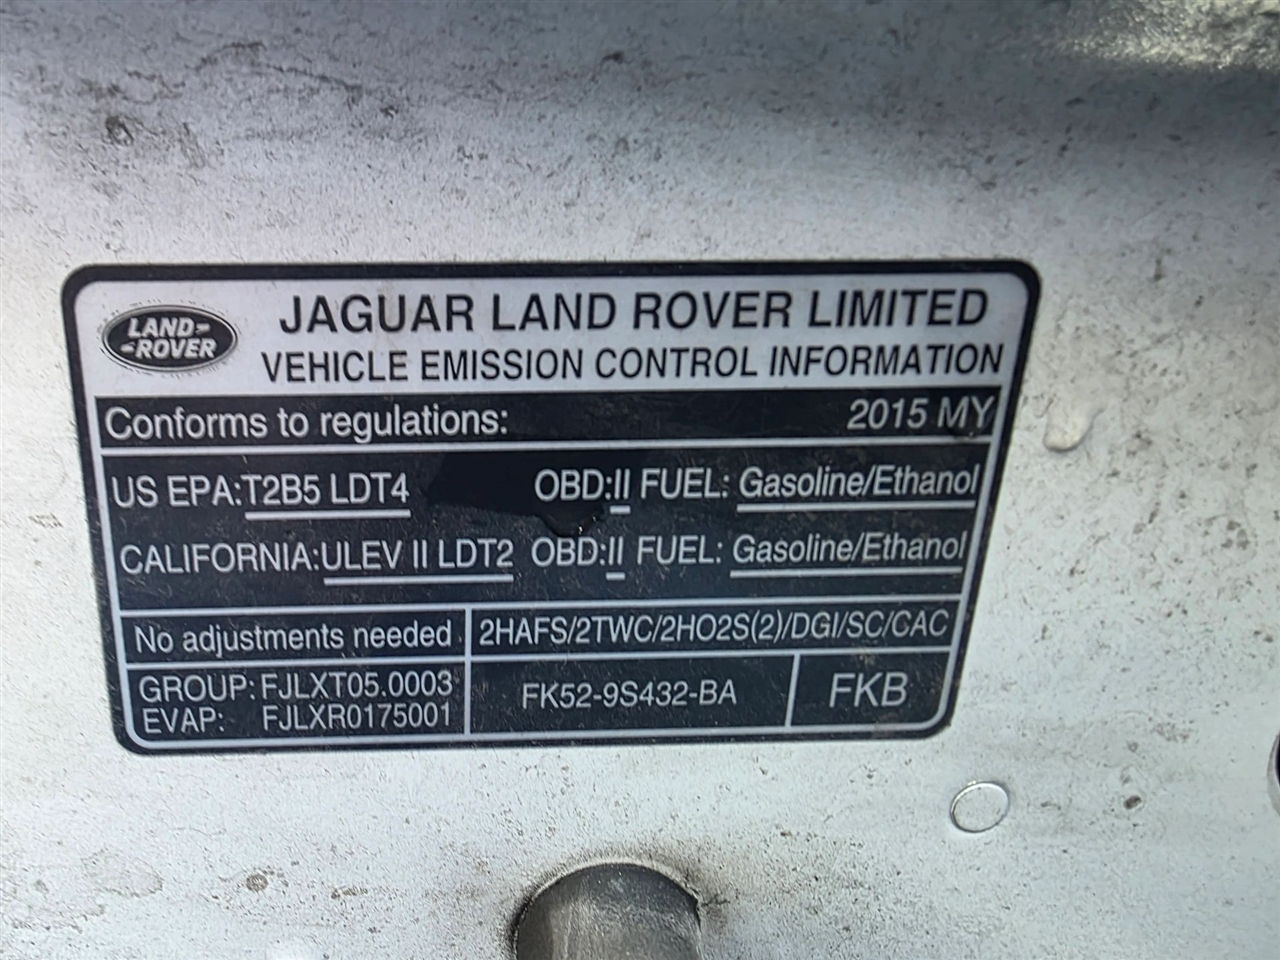 LAND-
-ROVER
JAGUAR LAND ROVER LIMITED
VEHICLE EMISSION CONTROL INFORMATION
Conforms to regulations: 2015 MY
US EPA:T2B5 LDT4 OBD:II FUEL: Gasoline/Ethanol
CALIFORNIA:ULEV II LDT2 OBD:II FUEL: Gasoline/Ethanol
No adjustments needed 2HAFS/2TWC/2HO2S(2)/DGI/SC/CAC
GROUP: FJLXT05.0003
EVAP: FJLXR0175001
FK52-9S432-BA
FKB